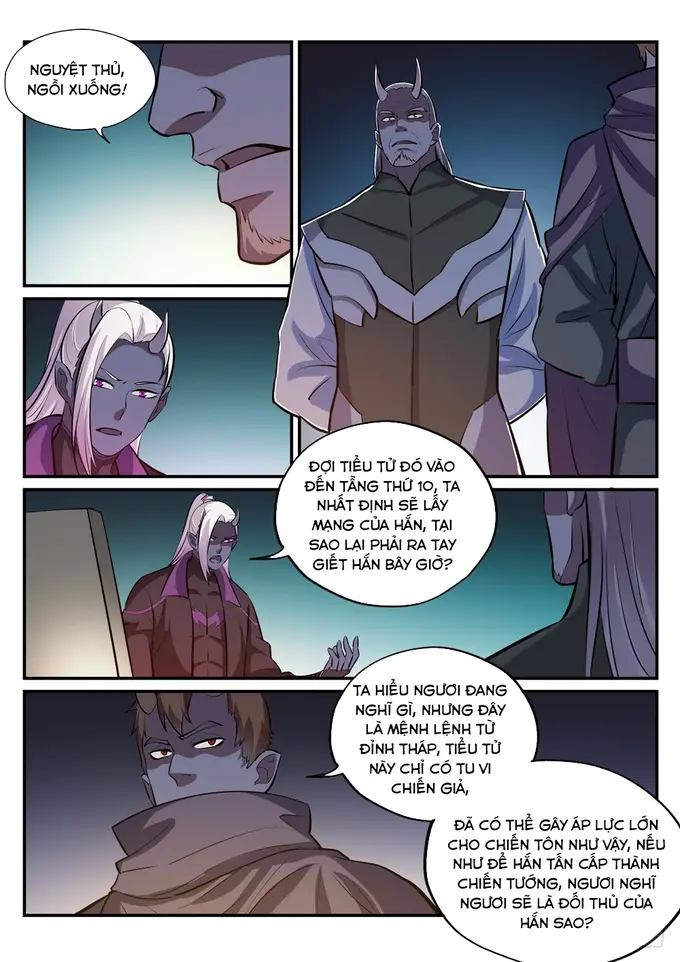 NGUYỆT THỦ,
NGỒI XUỐNG!
ĐỢI TIỂU TỬ ĐÓ VÀO
ĐẾN TẦNG THỨ 10, TA
NHẤT ĐỊNH SẼ LẤY
MẠNG CỦA HẮN, TẠI
SAO LẠI PHẢI RA TAY
GIẾT HẮN BÂY GIỜ?
TA HIỂU NGƯƠI ĐANG
NGHĨ GÌ, NHƯNG ĐÂY
LÀ MỆNH LỆNH TỪ
ĐỈNH THÁP, TIỂU TỬ
NÀY CHỈ CÓ TU VI
CHIẾN GIẢ,
ĐÃ CÓ THỂ GÂY ÁP LỰC LỚN
CHO CHIẾN TÔN NHƯ VẬY, NẾU
NHƯ ĐỂ HẮN TẤN CẤP THÀNH
CHIẾN TƯỚNG, NGƯƠI NGHĨ
NGƯƠI SẼ LÀ ĐỐI THỦ CỦA
HẮN SAO?